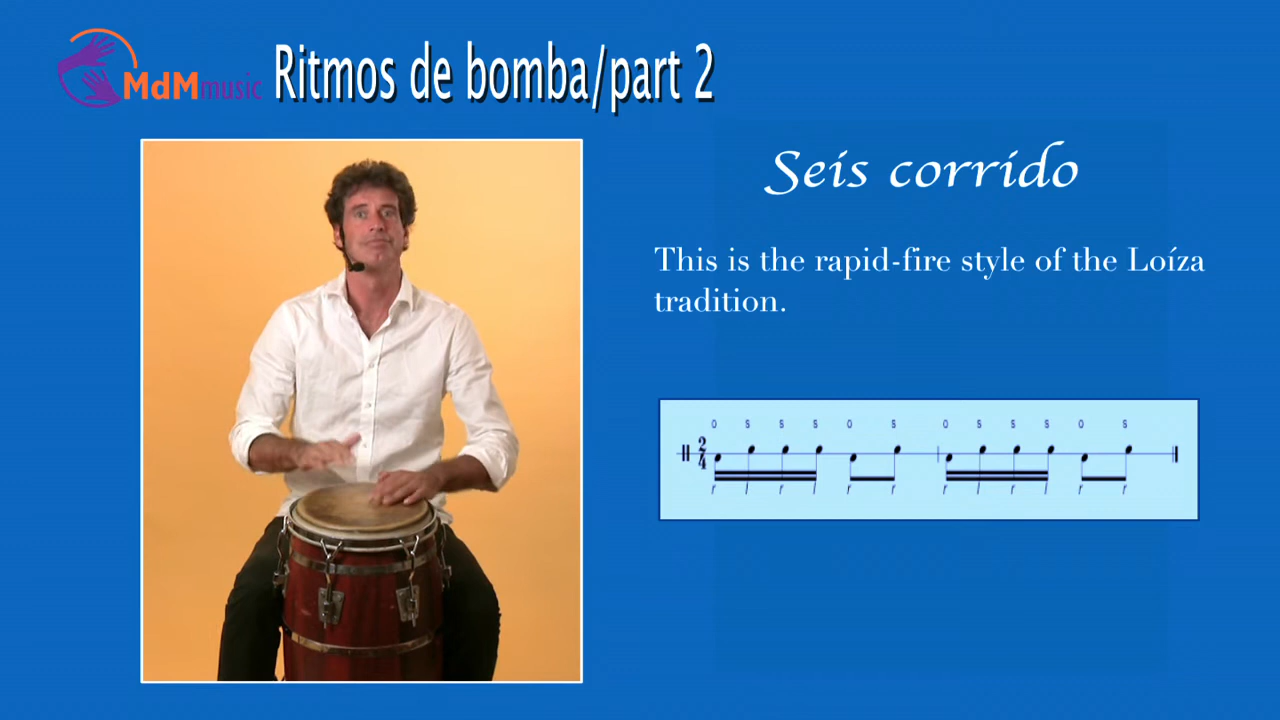 MdMmusic
Ritmos de bomba/part 2
Seis corrido
This is the rapid-fire style of the Loíza
tradition.
O S S S O S O S S S O S
2
4
r l r l r r r l r l r r